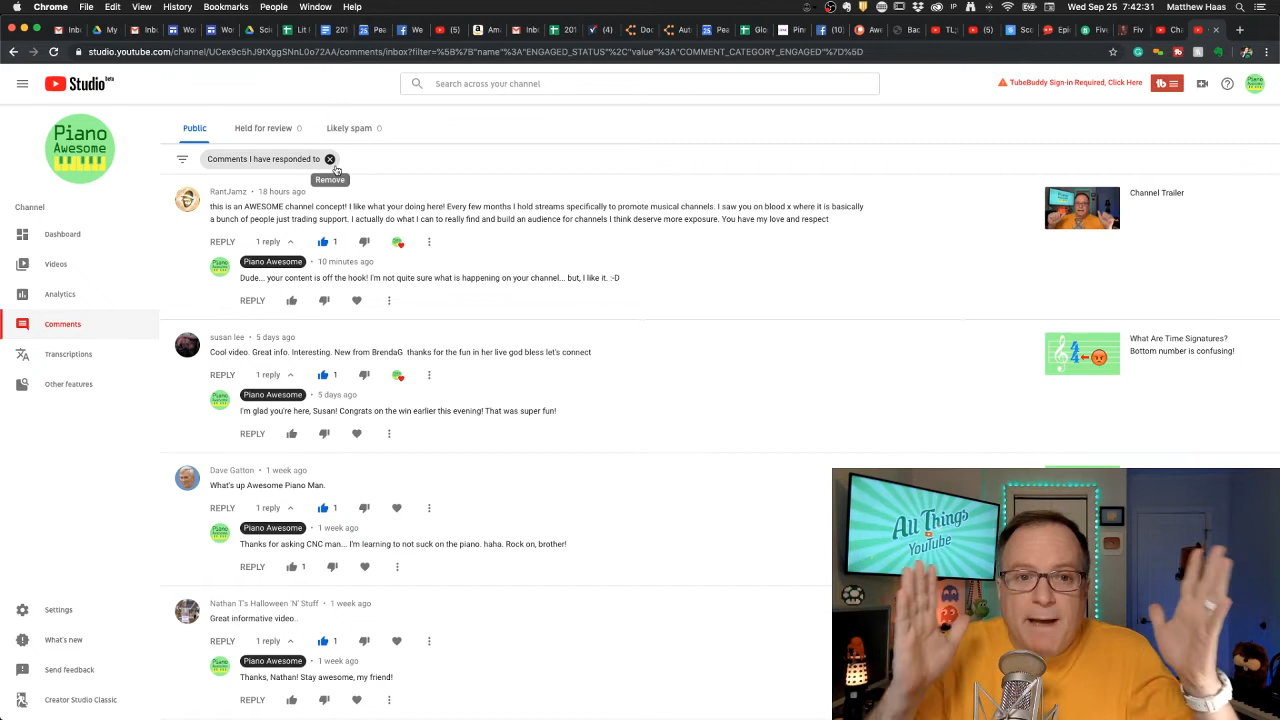 Chrome File Edit View History Bookmarks People Window Help
Wed Sep 25 7:04:31 Matthew Haas
studio.youtube.com/channel/UCex9c5hJ9tXggSNnLOo72AA/comments/inbox?filter=%5B%7B"name"%3A"ENGAGED_STATUS"%2C"value"%3A"COMMENT_CATEGORY_ENGAGED"%7D%5D
Studio beta
Search across your channel
TubeBuddy Sign-in Required, Click Here
tb
Piano
Awesome
Channel
Dashboard
Videos
Analytics
Comments
Transcriptions
Other features
Settings
What's new
Send feedback
Creator Studio Classic
Public
Held for review 0
Likely spam 0
Comments I have responded to
Remove
RantJamz • 18 hours ago
this is an AWESOME channel concept! I like what your doing here! Every few months I hold streams specifically to promote musical channels. I saw you on blood x where it is basically
a bunch of people just trading support. I actually do what I can to really find and build an audience for channels I think deserve more exposure. You have my love and respect
REPLY 1 reply 1
Piano Awesome • 10 minutes ago
Dude... your content is off the hook! I'm not quite sure what is happening on your channel... but, I like it. :-D
REPLY
Channel Trailer
susan lee • 5 days ago
Cool video. Great info. Interesting. New from BrendaG thanks for the fun in her live god bless let's connect
REPLY 1 reply 1
Piano Awesome • 5 days ago
I'm glad you're here, Susan! Congrats on the win earlier this evening! That was super fun!
REPLY
4
4
What Are Time Signatures?
Bottom number is confusing!
Dave Gatton • 1 week ago
What's up Awesome Piano Man.
REPLY 1 reply 1
Piano Awesome • 1 week ago
Thanks for asking CNC man... I'm learning to not suck on the piano. haha. Rock on, brother!
REPLY 1
Nathan T's Halloween 'N' Stuff • 1 week ago
Great informative video..
REPLY 1 reply 1
Piano Awesome • 1 week ago
Thanks, Nathan! Stay awesome, my friend!
REPLY
All Things
Youtube